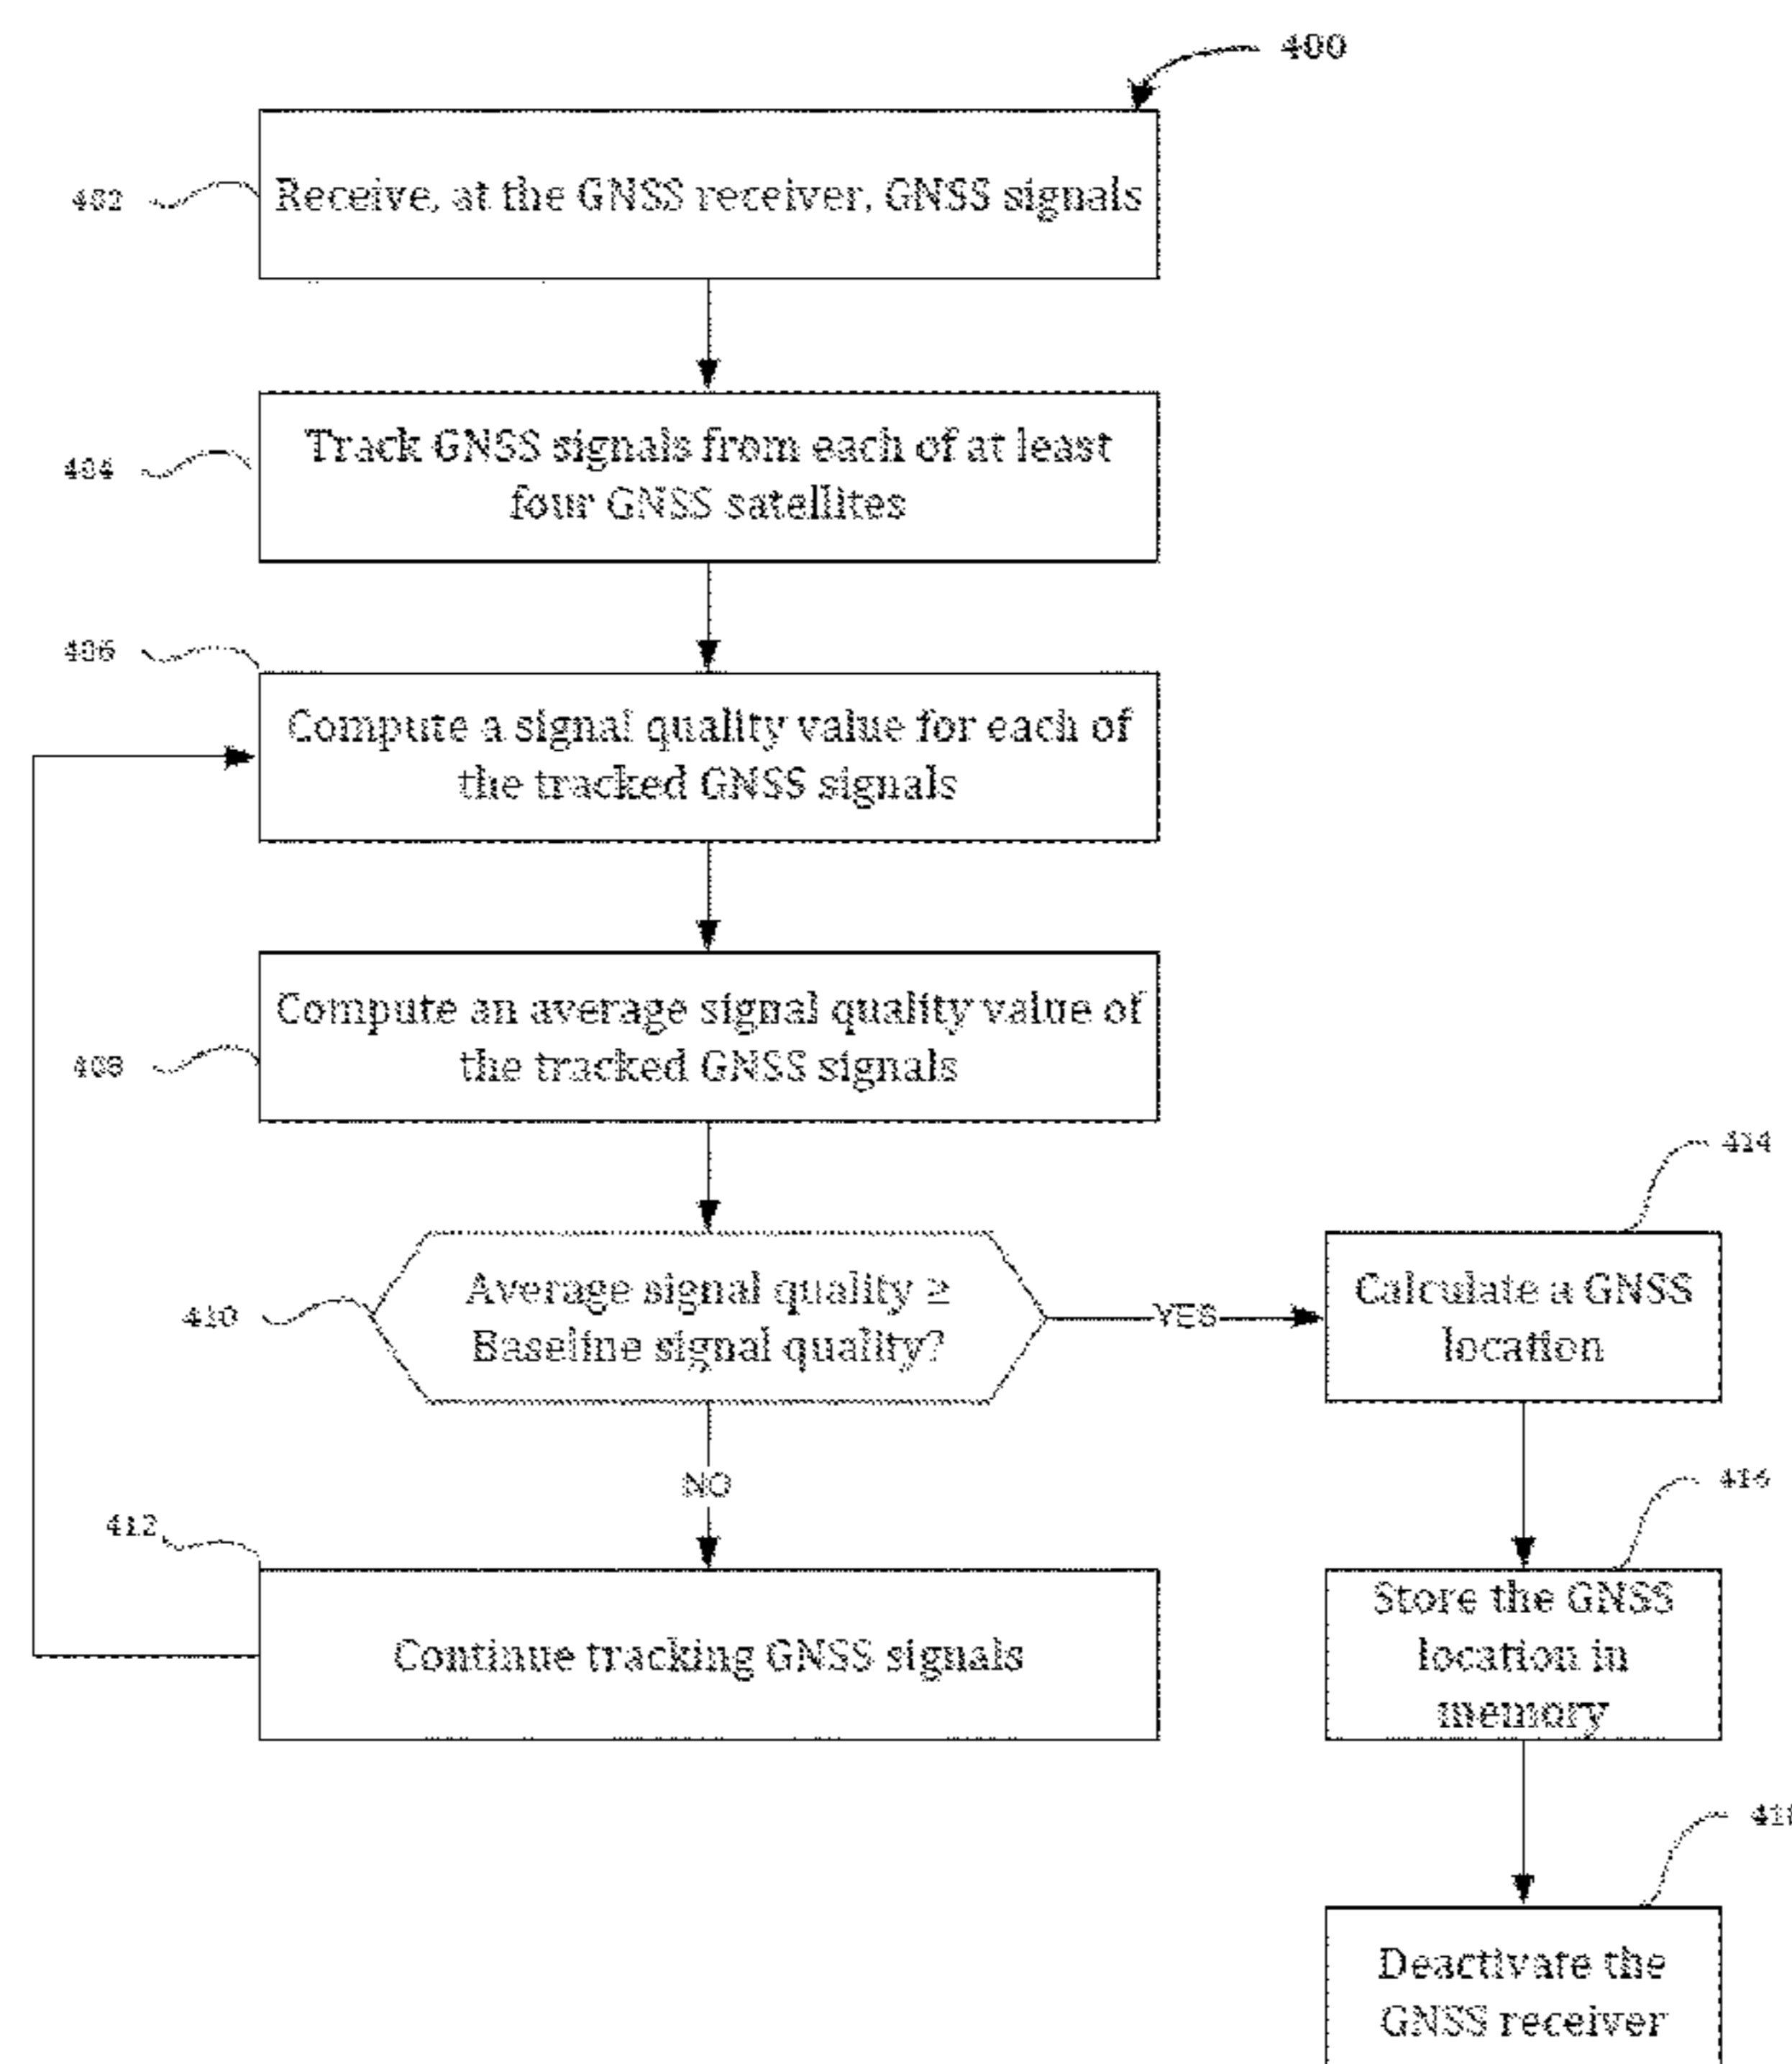 400
402
Receive, at the GNSS receiver, GNSS signals
404
Track GNSS signals from each of at least
four GNSS satellites
406
Compute a signal quality value for each of
the tracked GNSS signals
408
Compute an average signal quality value of
the tracked GNSS signals
410
Average signal quality ≥
Baseline signal quality?
YES
414
Calculate a GNSS
location
NO
412
Continue tracking GNSS signals
416
Store the GNSS
location in
memory
Deactivate the
GNSS receiver